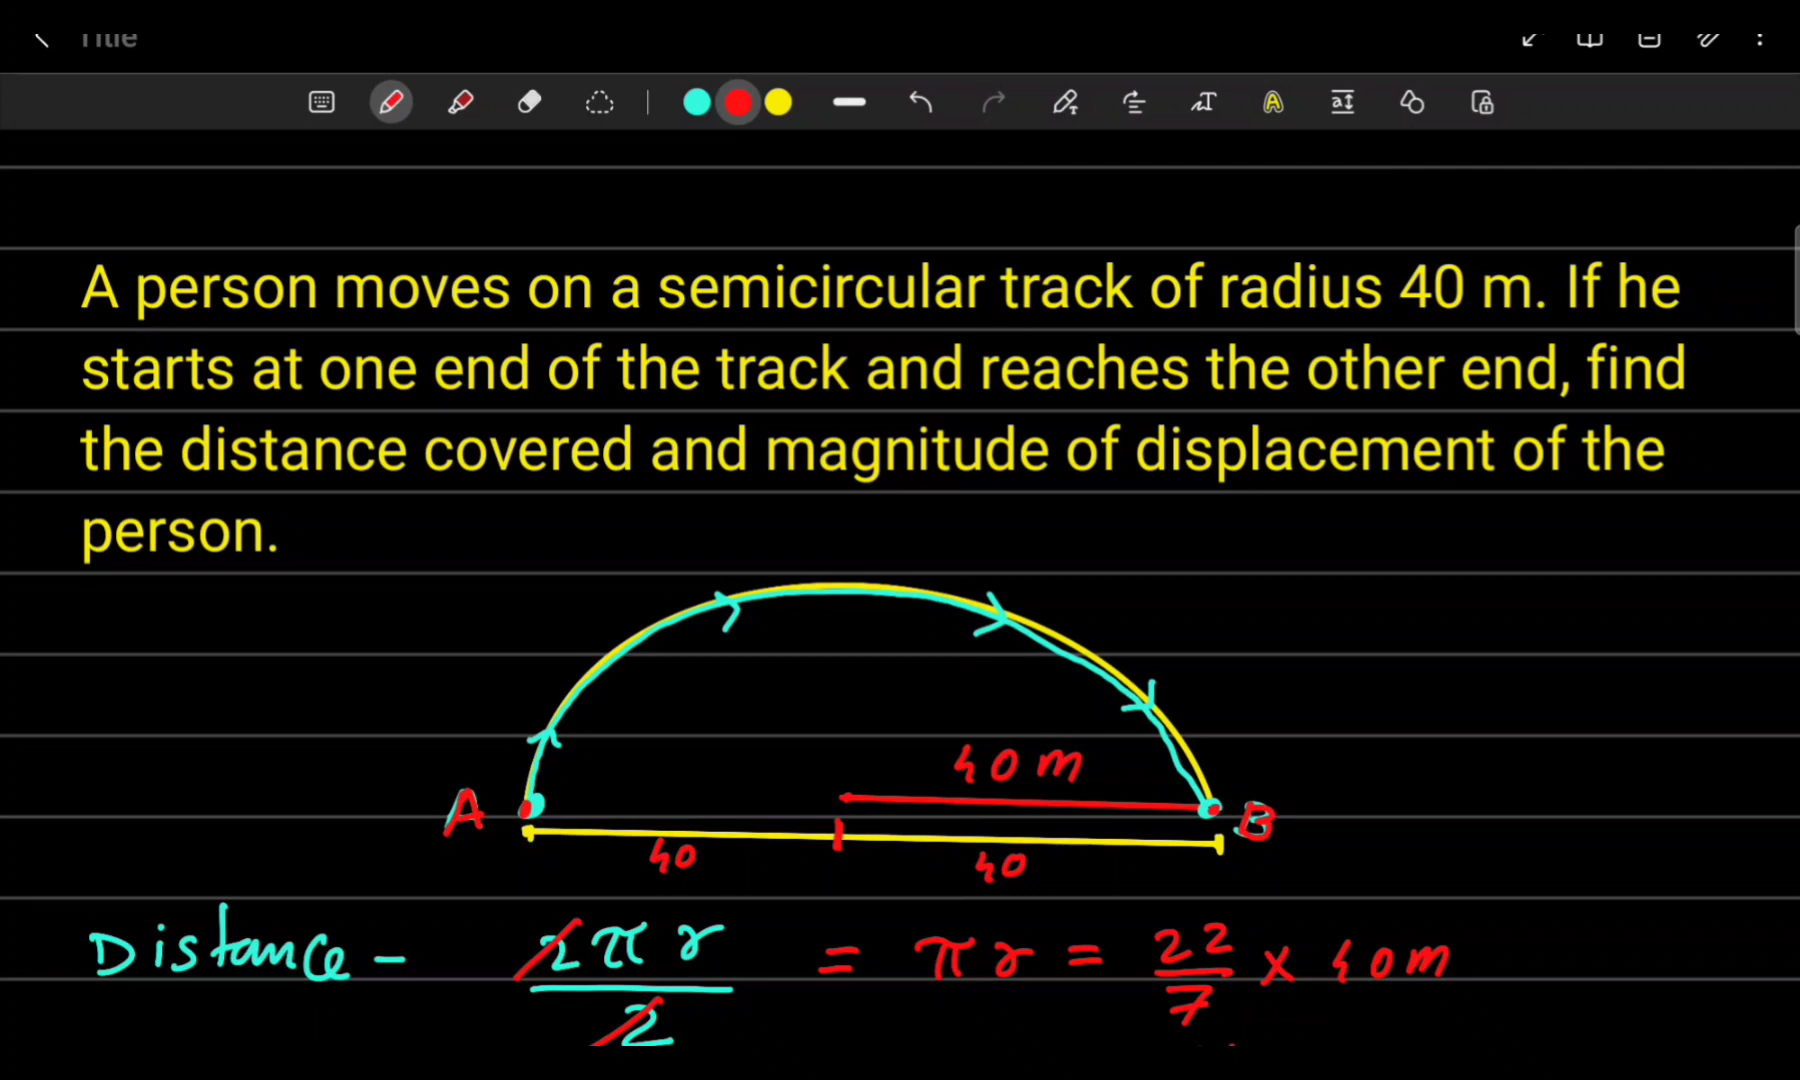 Title
A person moves on a semicircular track of radius 40 m. If he
starts at one end of the track and reaches the other end, find
the distance covered and magnitude of displacement of the
person.
40 m
A B
40 40
Distance - 2πr/2 = πr = 22/7 × 40m